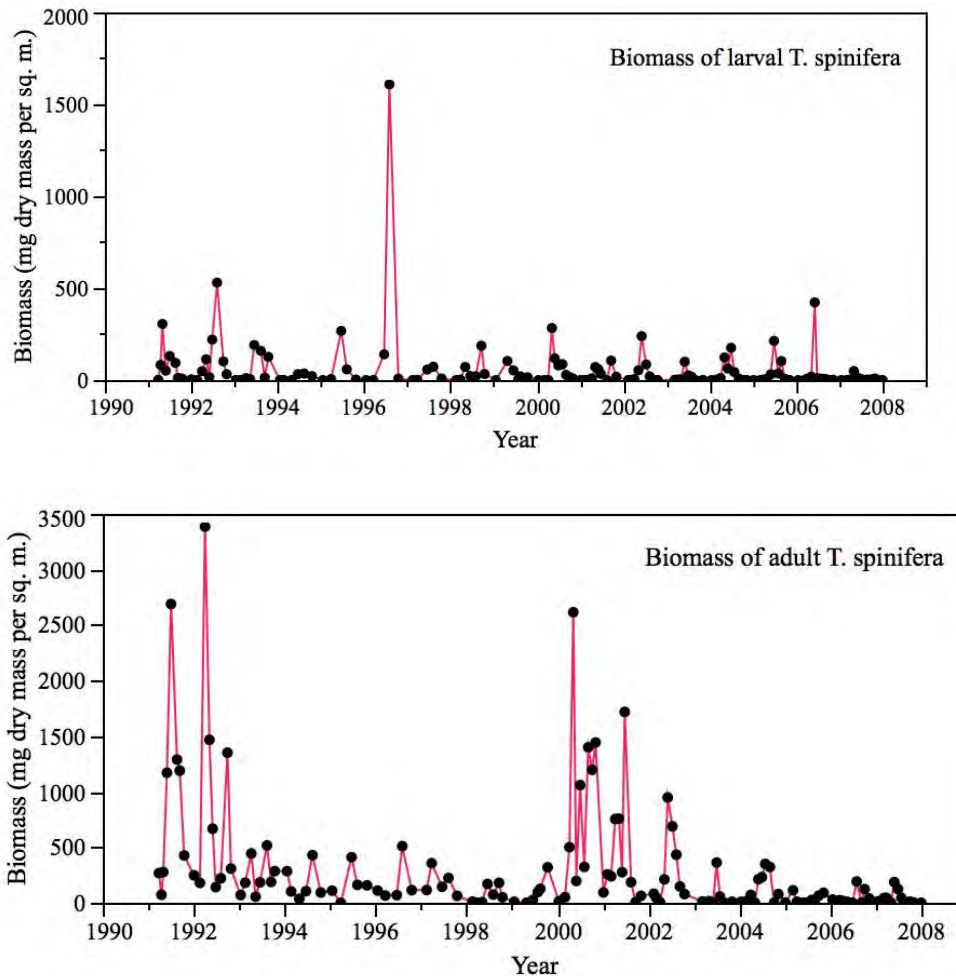 2000
Biomass of larval T. spinifera
1500
1000
500
0
Biomass (mg dry mass per sq. m.)
1990 1992 1994 1996 1998 2000 2002 2004 2006 2008
Year
3500
Biomass of adult T. spinifera
3000
2500
2000
1500
1000
500
0
Biomass (mg dry mass per sq. m.)
1990 1992 1994 1996 1998 2000 2002 2004 2006 2008
Year